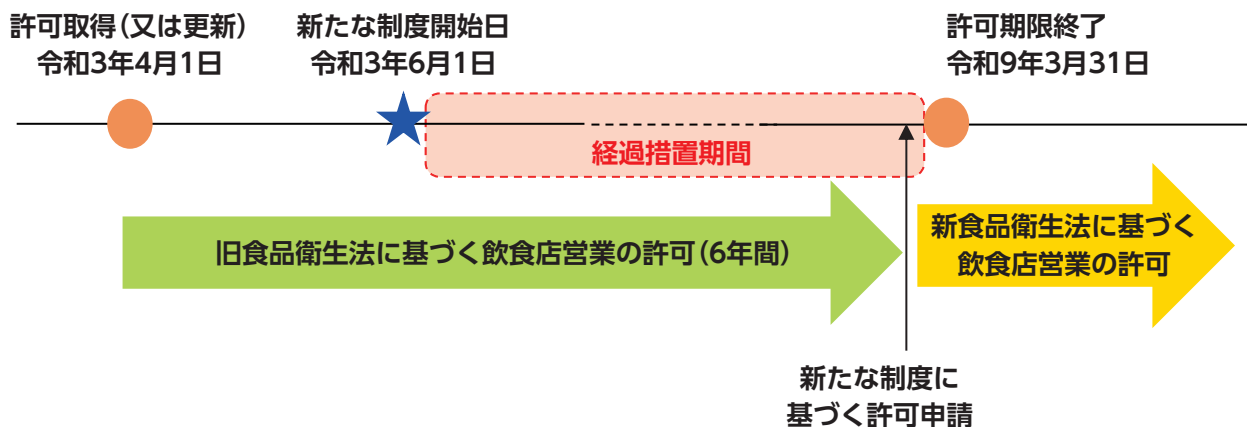 許可取得（又は更新）
令和3年4月1日
新たな制度開始日
令和3年6月1日
許可期限終了
令和9年3月31日
経過措置期間
旧食品衛生法に基づく飲食店営業の許可（6年間）
新食品衛生法に基づく
飲食店営業の許可
新たな制度に
基づく許可申請